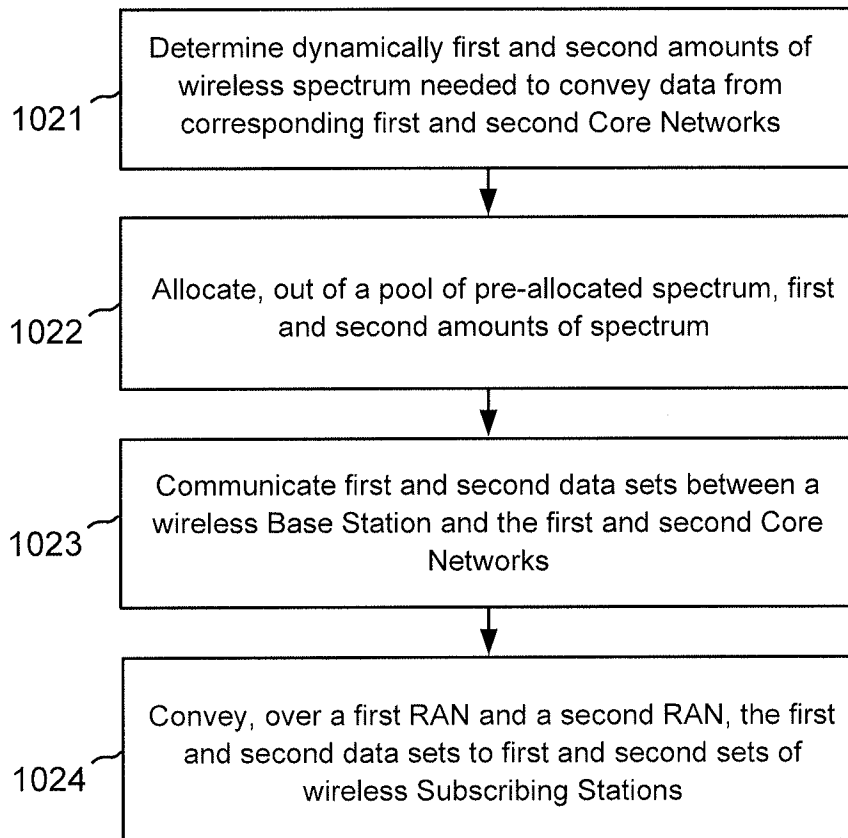 Determine dynamically first and second amounts of
wireless spectrum needed to convey data from
corresponding first and second Core Networks
1021
Allocate, out of a pool of pre-allocated spectrum, first
and second amounts of spectrum
1022
Communicate first and second data sets between a
wireless Base Station and the first and second Core
Networks
1023
Convey, over a first RAN and a second RAN, the first
and second data sets to first and second sets of
wireless Subscribing Stations
1024